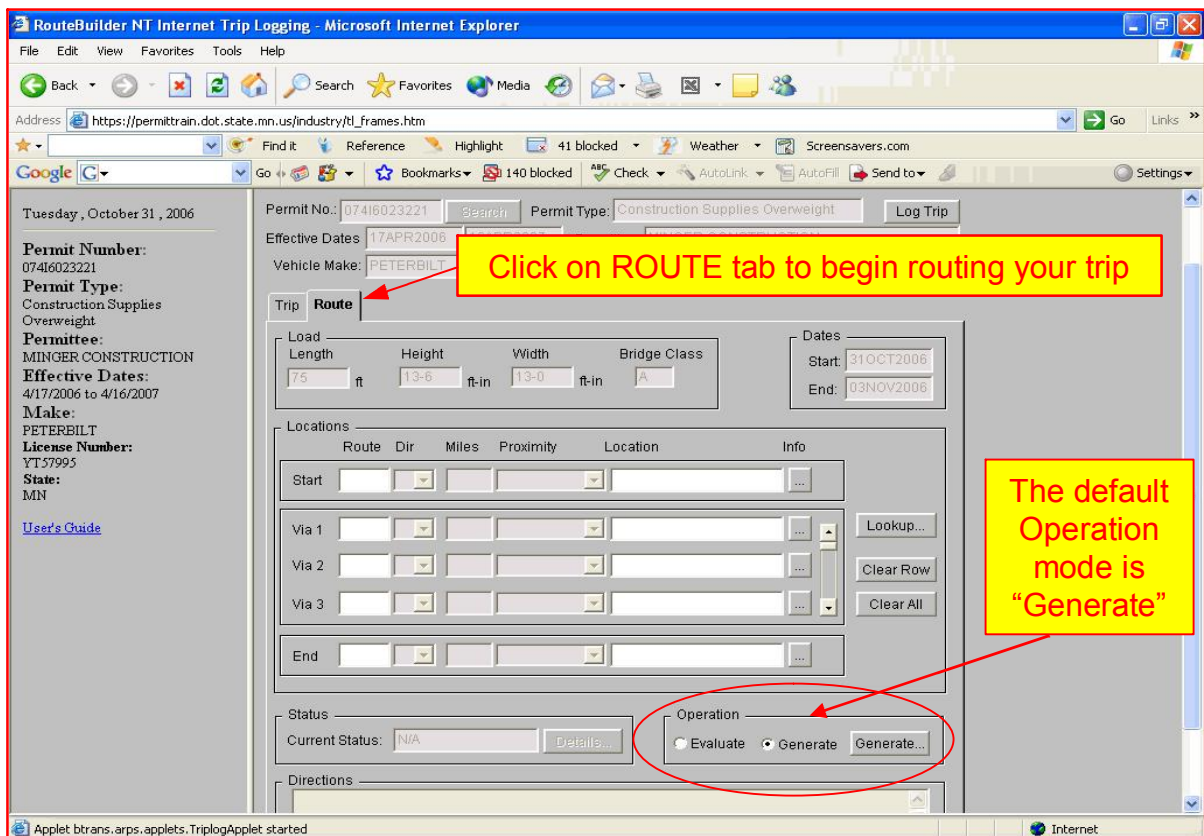 RouteBuilder NT Internet Trip Logging - Microsoft Internet Explorer
File Edit View Favorites Tools Help
Back Search Favorites Media
Address https://permittrain.dot.state.mn.us/industry/tl_frames.htm Go Links »
Find it Reference Highlight 41 blocked Weather Screensavers.com
Google G Go Bookmarks 140 blocked ABC Check AutoLink AutoFill Send to Settings
Tuesday , October 31 , 2006
Permit Number:
074I6023221
Permit Type:
Construction Supplies
Overweight
Permittee:
MINGER CONSTRUCTION
Effective Dates:
4/17/2006 to 4/16/2007
Make:
PETERBILT
License Number:
YT57995
State:
MN
User's Guide
Permit No.: 074I6023221 Search Permit Type: Construction Supplies Overweight Log Trip
Effective Dates 17APR2006
Vehicle Make: PETERBILT
Click on ROUTE tab to begin routing your trip
Trip Route
Load
Length Height Width Bridge Class
75 ft 13-6 ft-in 13-0 ft-in A
Dates
Start: 31OCT2006
End: 03NOV2006
Locations
Route Dir Miles Proximity Location Info
Start ...
Via 1 ... Lookup...
Via 2 ... Clear Row
Via 3 ... Clear All
End ...
The default
Operation
mode is
“Generate”
Status
Current Status: N/A Details...
Operation
Evaluate Generate Generate...
Directions
Applet btrans.arps.applets.TriplogApplet started Internet